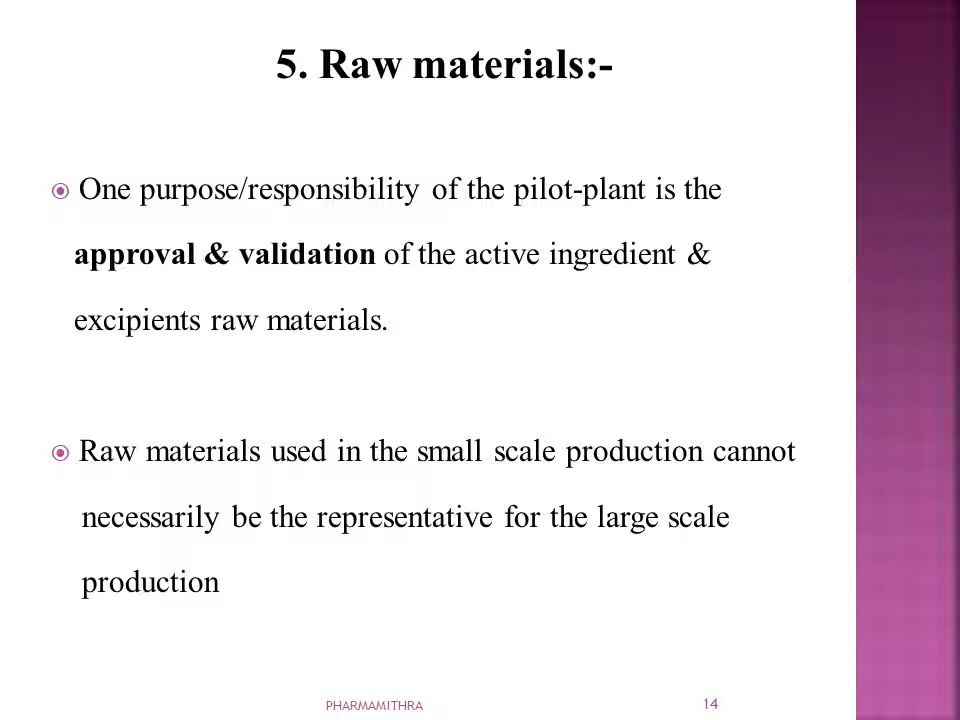 5. Raw materials:-
One purpose/responsibility of the pilot-plant is the
approval & validation of the active ingredient &
excipients raw materials.
Raw materials used in the small scale production cannot
necessarily be the representative for the large scale
production
PHARMAMITHRA 14